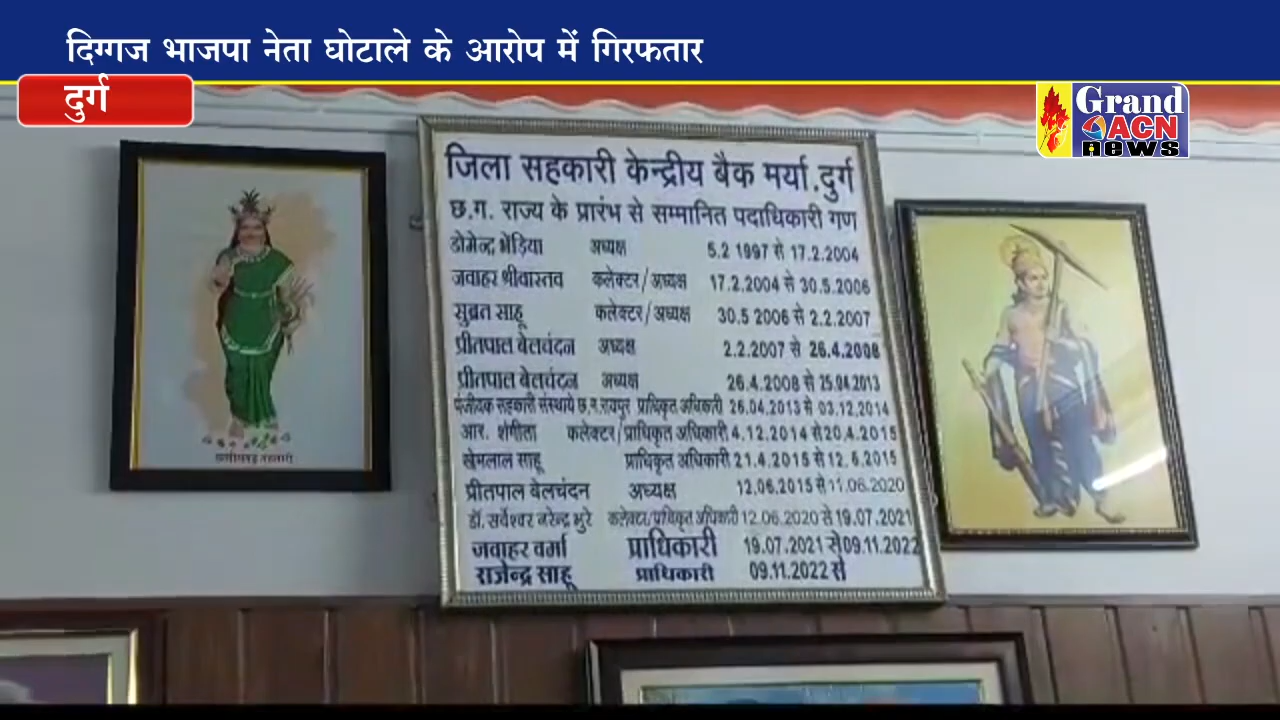 दिग्गज भाजपा नेता घोटाले के आरोप में गिरफतार
दुर्ग
Grand
ACN
news
जिला सहकारी केन्द्रीय बैक मर्या.दुर्ग
छ.ग. राज्य के प्रारंभ से सम्मानित पदाधिकारी गण
डोमेन्द्र भेंड़िया अध्यक्ष 5.2 1997 से 17.2.2004
जवाहर श्रीवास्तव कलेक्टर/अध्यक्ष 17.2.2004 से 30.5.2006
सुब्रत साहू कलेक्टर/अध्यक्ष 30.5 2006 से 2.2.2007
प्रीतपाल बेलचंदन अध्यक्ष 2.2.2007 से 26.4.2008
प्रीतपाल बेलचंदन अध्यक्ष 26.4.2008 से 25.04.2013
पंजीयक सहकारी संस्थाये छ.ग.रायपुर प्राधिकृत अधिकारी 26.04.2013 से 03.12.2014
आर. शंगीता कलेक्टर/प्राधिकृत अधिकारी 4.12.2014 से 20.4.2015
खेमलाल साहू प्राधिकृत अधिकारी 21.4.2015 से 12.6.2015
प्रीतपाल बेलचंदन अध्यक्ष 12.06.2015 से 11.06.2020
डॉ. सर्वेश्वर नरेन्द्र भुरे कलेक्टर/प्राधिकृत अधिकारी 12.06.2020 से 19.07.2021
जवाहर वर्मा प्राधिकारी 19.07.2021 से 09.11.2022
राजेन्द्र साहू प्राधिकारी 09.11.2022 से
छत्तीसगढ़ महतारी